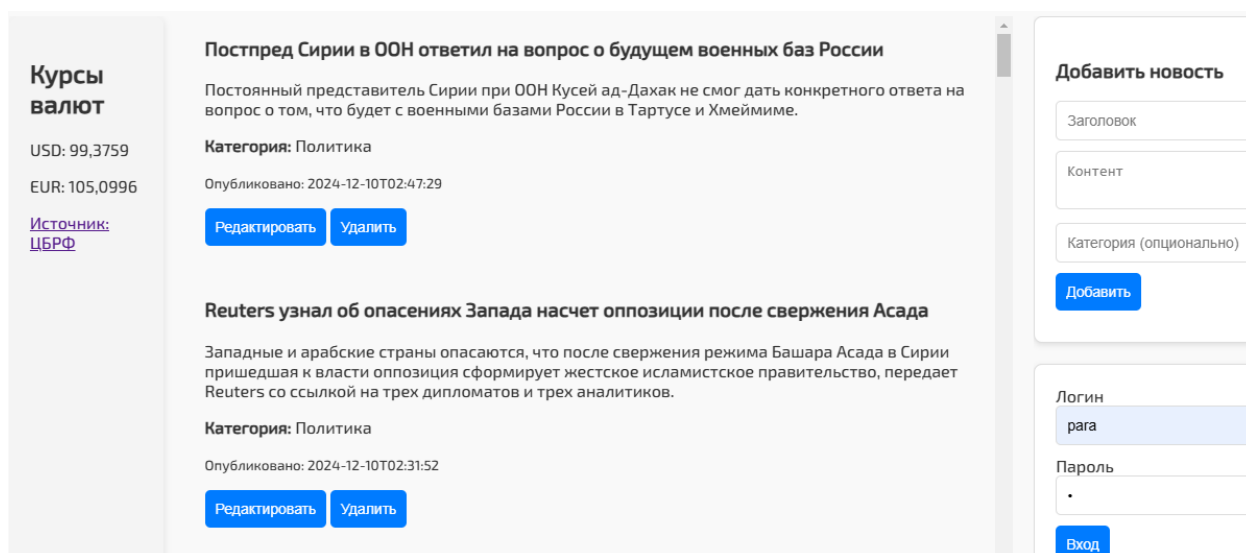 Курсы
валют
USD: 99,3759
EUR: 105,0996
Источник:
ЦБРФ
Постпред Сирии в ООН ответил на вопрос о будущем военных баз России
Постоянный представитель Сирии при ООН Кусей ад-Дахак не смог дать конкретного ответа на
вопрос о том, что будет с военными базами России в Тартусе и Хмеймиме.
Категория: Политика
Опубликовано: 2024-12-10T02:47:29
Редактировать Удалить
Reuters узнал об опасениях Запада насчет оппозиции после свержения Асада
Западные и арабские страны опасаются, что после свержения режима Башара Асада в Сирии
пришедшая к власти оппозиция сформирует жестское исламистское правительство, передает
Reuters со ссылкой на трех дипломатов и трех аналитиков.
Категория: Политика
Опубликовано: 2024-12-10T02:31:52
Редактировать Удалить
Добавить новость
Заголовок
Контент
Категория (опционально)
Добавить
Логин
para
Пароль
Вход